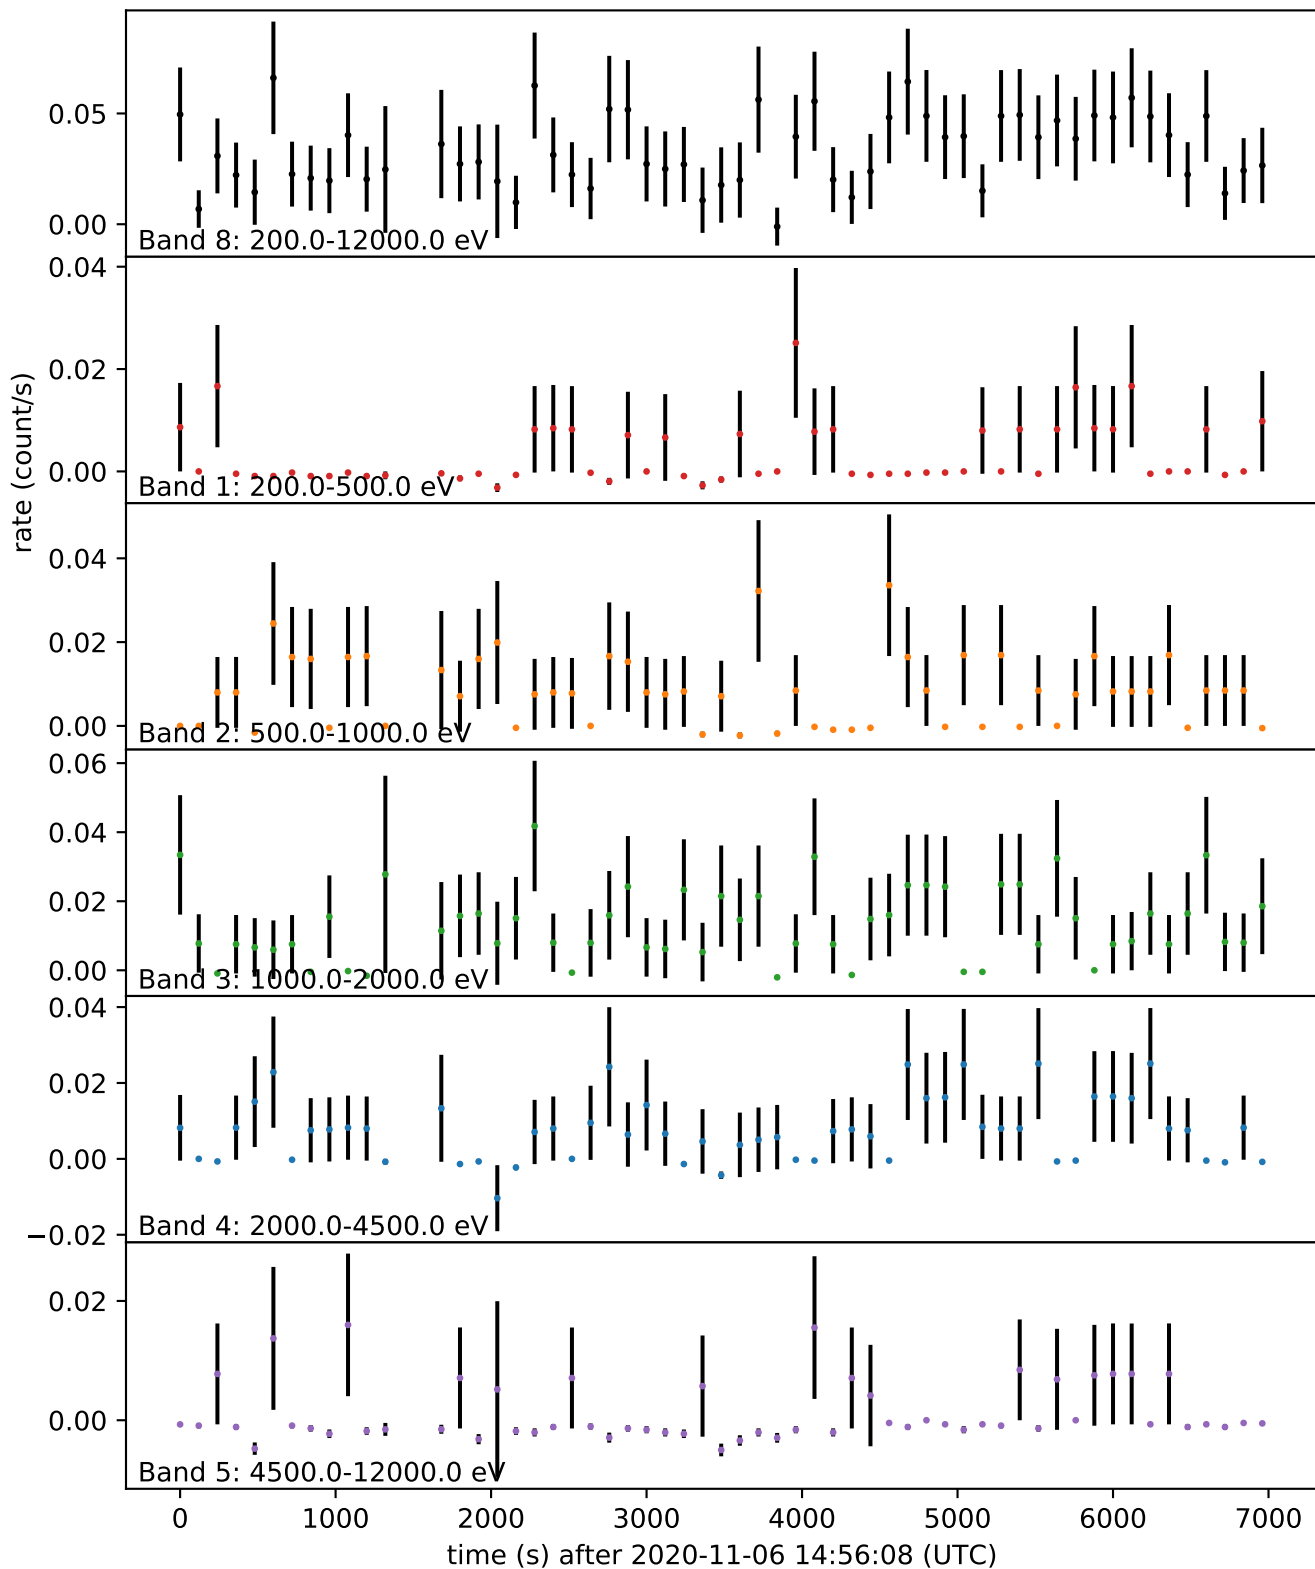 0.05
0.00
Band 8: 200.0-12000.0 eV
0.04
0.02
0.00
Band 1: 200.0-500.0 eV
rate (count/s)
0.04
0.02
0.00
Band 2: 500.0-1000.0 eV
0.06
0.04
0.02
0.00
Band 3: 1000.0-2000.0 eV
0.04
0.02
0.00
−0.02
Band 4: 2000.0-4500.0 eV
0.02
0.00
Band 5: 4500.0-12000.0 eV
0 1000 2000 3000 4000 5000 6000 7000
time (s) after 2020-11-06 14:56:08 (UTC)